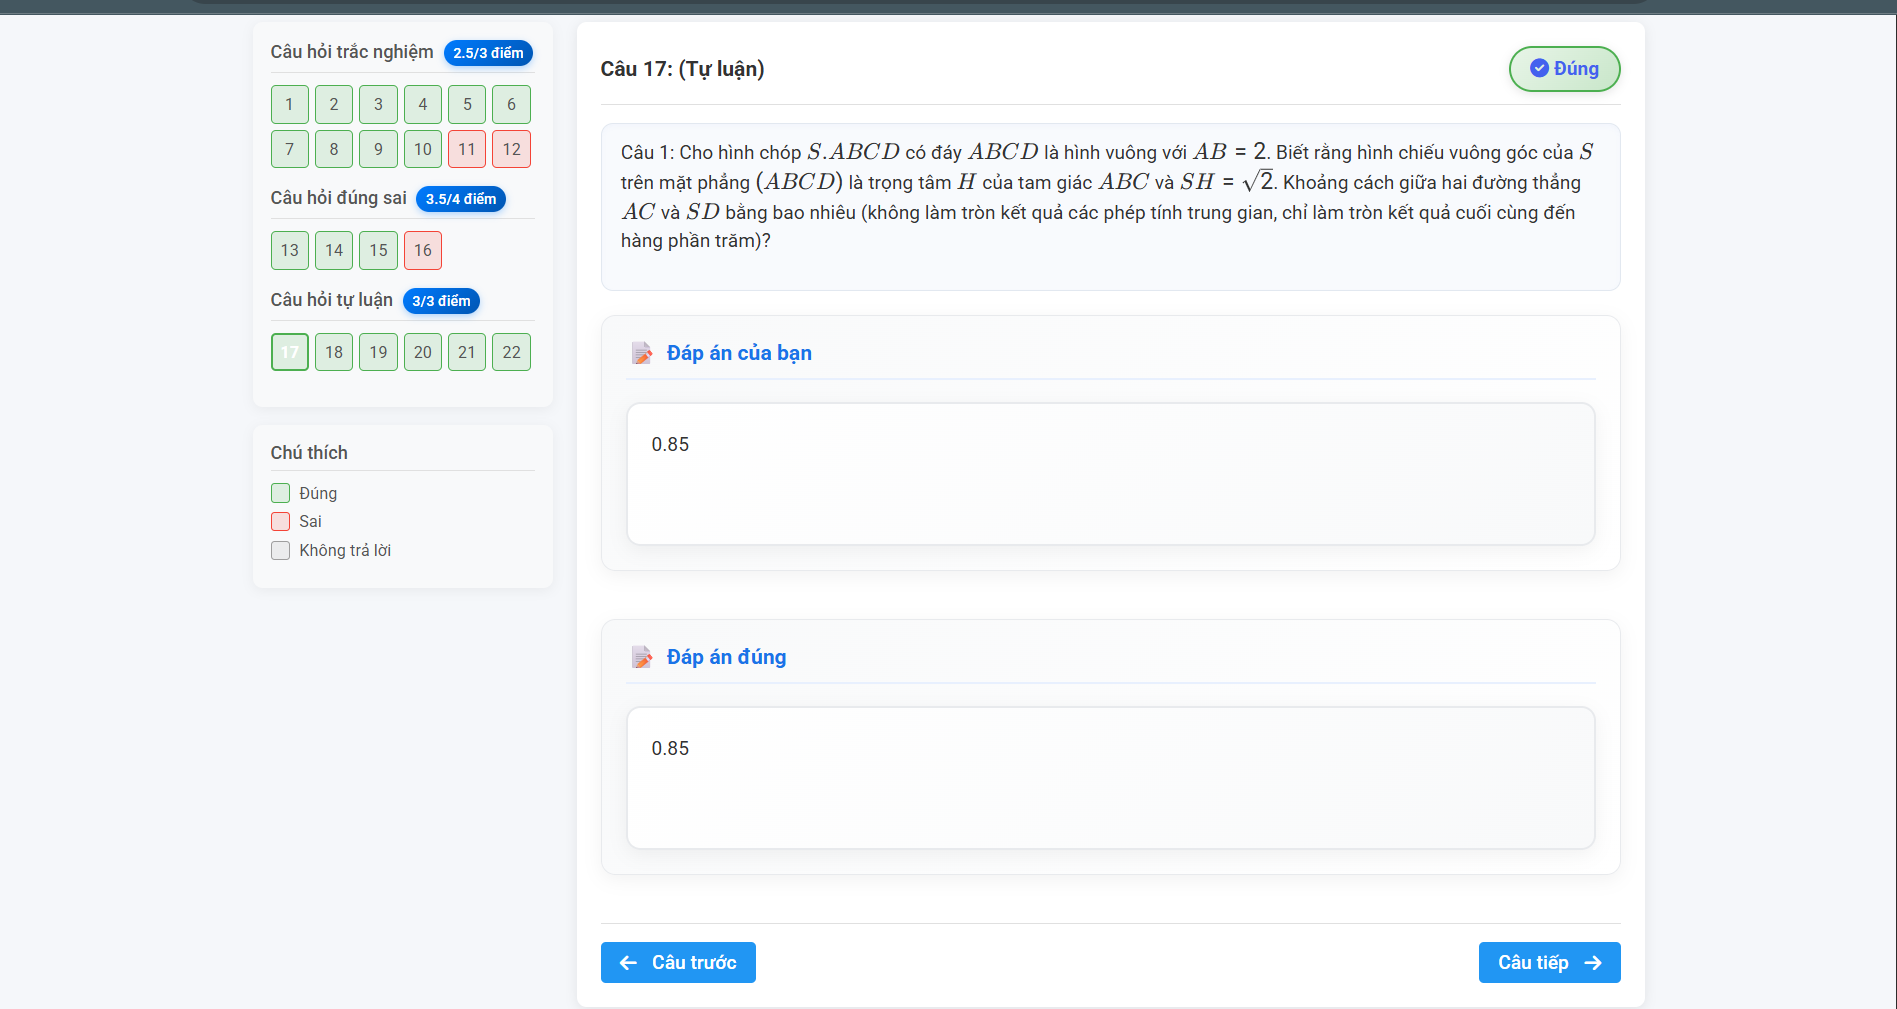 Câu hỏi trắc nghiệm 2.5/3 điểm
1 2 3 4 5 6
7 8 9 10 11 12
Câu hỏi đúng sai 3.5/4 điểm
13 14 15 16
Câu hỏi tự luận 3/3 điểm
17 18 19 20 21 22
Chú thích
Đúng
Sai
Không trả lời
Câu 17: (Tự luận)
Đúng
Câu 1: Cho hình chóp S.ABCD có đáy ABCD là hình vuông với AB = 2. Biết rằng hình chiếu vuông góc của S
trên mặt phẳng (ABCD) là trọng tâm H của tam giác ABC và SH = √2. Khoảng cách giữa hai đường thẳng
AC và SD bằng bao nhiêu (không làm tròn kết quả các phép tính trung gian, chỉ làm tròn kết quả cuối cùng đến
hàng phần trăm)?
Đáp án của bạn
0.85
Đáp án đúng
0.85
Câu trước
Câu tiếp